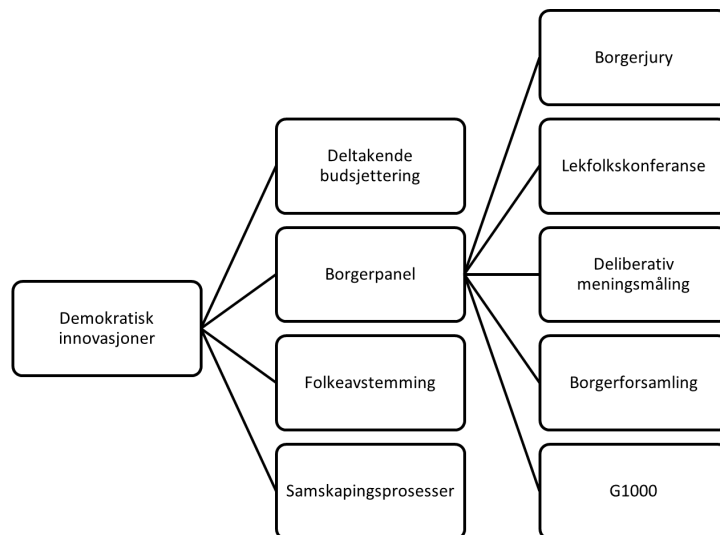 Demokratisk
innovasjoner
Deltakende
budsjettering
Borgerpanel
Folkeavstemming
Samskapingsprosesser
Borgerjury
Lekfolkskonferanse
Deliberativ
meningsmåling
Borgerforsamling
G1000